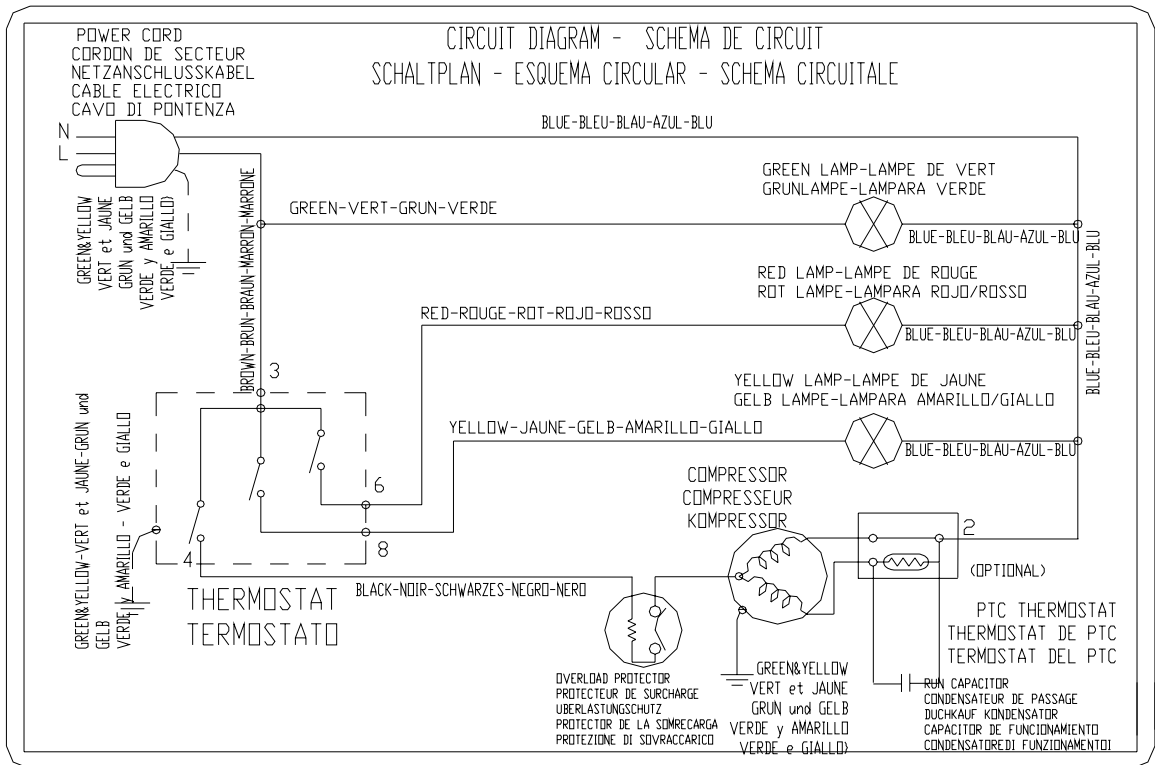 POWER CORD
CORDON DE SECTEUR
NETZANSCHLUSSKABEL
CABLE ELECTRICO
CAVO DI PONTENZA
CIRCUIT DIAGRAM - SCHEMA DE CIRCUIT
SCHALTPLAN - ESQUEMA CIRCULAR - SCHEMA CIRCUITALE
N
L
BLUE-BLEU-BLAU-AZUL-BLU
GREEN&YELLOW
VERT et JAUNE
GRUN und GELB
VERDE y AMARILLO
VERDE e GIALLO)
BROWN-BRUN-BRAUN-MARRON-MARRONE
GREEN-VERT-GRUN-VERDE
GREEN LAMP-LAMPE DE VERT
GRUNLAMPE-LAMPARA VERDE
BLUE-BLEU-BLAU-AZUL-BLU
RED-ROUGE-ROT-ROJO-ROSSO
RED LAMP-LAMPE DE ROUGE
ROT LAMPE-LAMPARA ROJO/ROSSO
BLUE-BLEU-BLAU-AZUL-BLU
BLUE-BLEU-BLAU-AZUL-BLU
3
YELLOW-JAUNE-GELB-AMARILLO-GIALLO
YELLOW LAMP-LAMPE DE JAUNE
GELB LAMPE-LAMPARA AMARILLO/GIALLO
BLUE-BLEU-BLAU-AZUL-BLU
GREEN&YELLOW-VERT et JAUNE-GRUN und
GELB
VERDE y AMARILLO - VERDE e GIALLO
6
8
4
THERMOSTAT
TERMOSTATO
BLACK-NOIR-SCHWARZES-NEGRO-NERO
COMPRESSOR
COMPRESSEUR
KOMPRESSOR
2
(OPTIONAL)
PTC THERMOSTAT
THERMOSTAT DE PTC
TERMOSTAT DEL PTC
OVERLOAD PROTECTOR
PROTECTEUR DE SURCHARGE
UBERLASTUNGSCHUTZ
PROTECTOR DE LA SOMRECARGA
PROTEZIONE DI SOVRACCARICO
GREEN&YELLOW
VERT et JAUNE
GRUN und GELB
VERDE y AMARILLO
VERDE e GIALLO)
RUN CAPACITOR
CONDENSATEUR DE PASSAGE
DUCHKAUF KONDENSATOR
CAPACITOR DE FUNCIONAMIENTO
CONDENSATOREDI FUNZIONAMENTOI